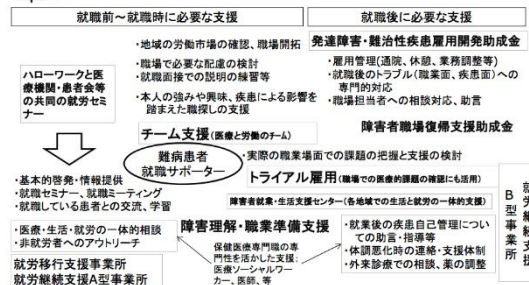 就職前～就職時に必要な支援
就職後に必要な支援
・地域の労働市場の確認、職場開拓
・職場で必要な配慮の検討
・就職面接での説明の練習等
・本人の強みや興味、疾患による影響を
踏まえた職探しの支援
発達障害・難治性疾患雇用開発助成金
・雇用管理(通院、休憩、業務調整等)
・就職後のトラブル(職業面、疾患面)へ
の専門的対応
・職場担当者への相談対応、助言
ハローワークと医
療機関・患者会等
の共同の就労セ
ミナー
チーム支援(医療と労働のチーム)
障害者職場復帰支援助成金
難病患者
就職サポーター
・実際の職業場面での課題の把握と支援の検討
トライアル雇用(職場での医療的課題の確認にも活用)
・基本的啓発・情報提供
・就職セミナー、就職ミーティング
・就職している患者との交流、学習
障害者就業・生活支援センター(各地域での生活と就労の一体的支援)
・医療・生活・就労の一体的相談
・非就労者へのアウトリーチ
障害理解・職業準備支援
保健医療専門職の専
門性を活かした支援:
医療ソーシャルワー
カー、医師、等
・就業後の疾患自己管理につい
ての助言・指導等
・体調悪化時の連絡・支援体制
・外来診療での相談、薬の調整
就労移行支援事業所
就労継続支援A型事業所
就労継続支援
B型事業所